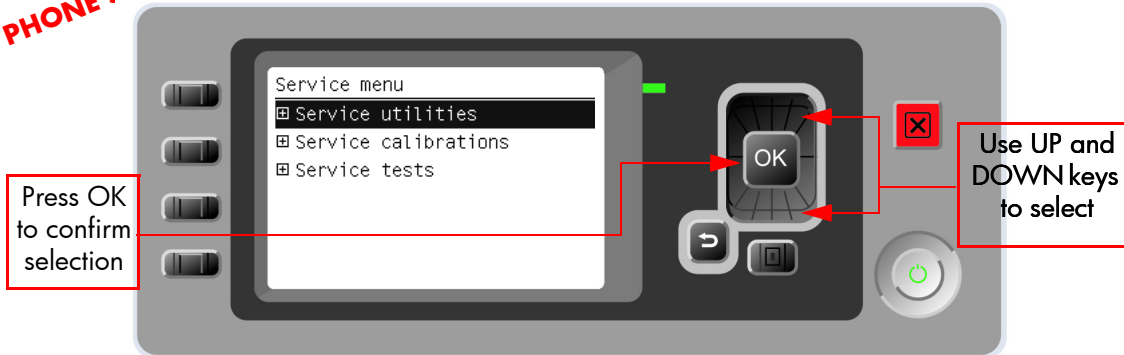 PHONE
Service menu
Service utilities
Service calibrations
Service tests
OK
Press OK
to confirm
selection
Use UP and
DOWN keys
to select